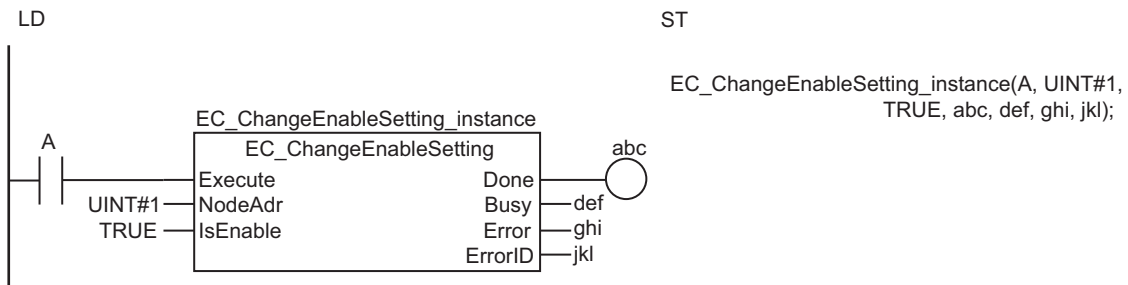 LD
ST
EC_ChangeEnableSetting_instance(A, UINT#1,
TRUE, abc, def, ghi, jkl);
EC_ChangeEnableSetting_instance
A
EC_ChangeEnableSetting
abc
Execute
Done
UINT#1
NodeAdr
Busy
def
TRUE
IsEnable
Error
ghi
ErrorID
jkl